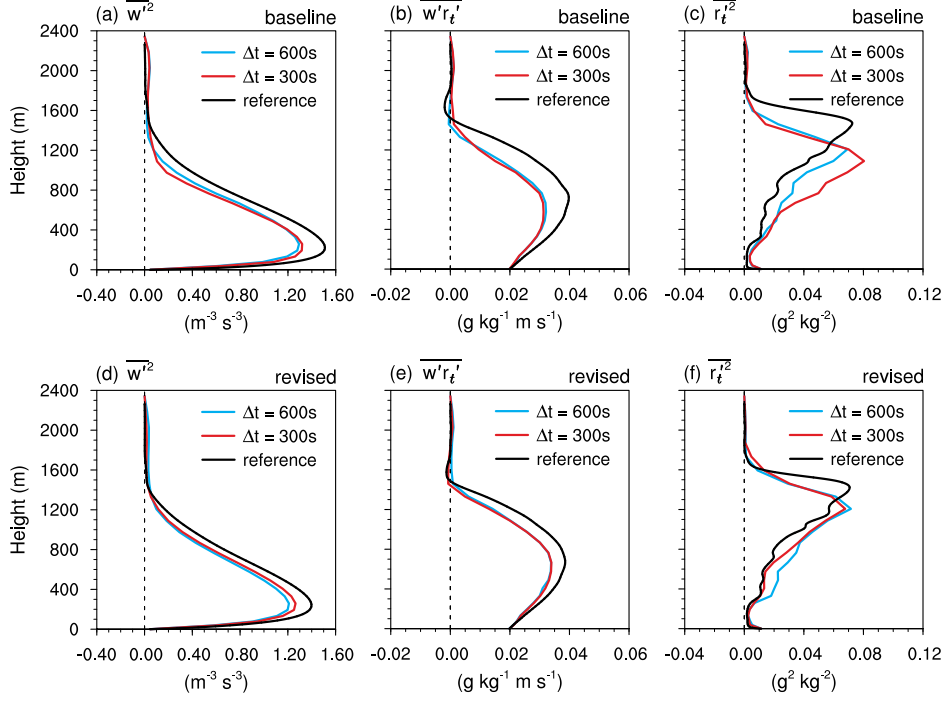 (a) w'² baseline
(b) w'rₜ' baseline
(c) rₜ'² baseline
2400
2000
1600
1200
800
400
0
Height (m)
Δt = 600s
Δt = 300s
reference
Δt = 600s
Δt = 300s
reference
Δt = 600s
Δt = 300s
reference
-0.40 0.00 0.40 0.80 1.20 1.60
-0.02 0.00 0.02 0.04 0.06
-0.04 0.00 0.04 0.08 0.12
(m⁻³ s⁻³)
(g kg⁻¹ m s⁻¹)
(g² kg⁻²)
(d) w'² revised
(e) w'rₜ' revised
(f) rₜ'² revised
2400
2000
1600
1200
800
400
0
Height (m)
Δt = 600s
Δt = 300s
reference
Δt = 600s
Δt = 300s
reference
Δt = 600s
Δt = 300s
reference
-0.40 0.00 0.40 0.80 1.20 1.60
-0.02 0.00 0.02 0.04 0.06
-0.04 0.00 0.04 0.08 0.12
(m⁻³ s⁻³)
(g kg⁻¹ m s⁻¹)
(g² kg⁻²)